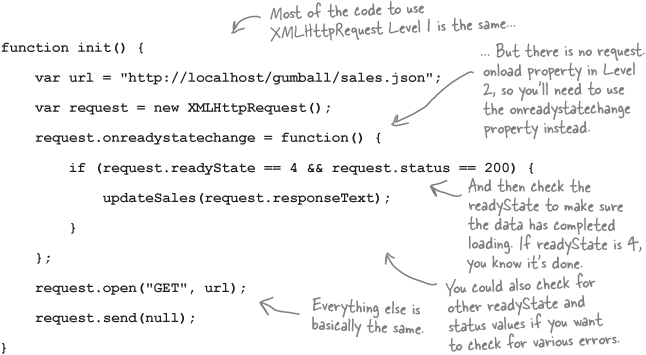 Most of the code to use
XMLHttpRequest Level 1 is the same...
function init() {
var url = "http://localhost/gumball/sales.json";
var request = new XMLHttpRequest();
request.onreadystatechange = function() {
... But there is no request.
onload property in Level
2, so you'll need to use
the onreadystatechange
property instead.
if (request.readyState == 4 && request.status == 200) {
updateSales(request.responseText);
}
};
And then check the
readyState to make sure
the data has completed
loading. If readyState is 4,
you know it's done.
You could also check for
other readyState and
status values if you want
to check for various errors.
request.open("GET", url);
request.send(null);
}
Everything else is
basically the same.